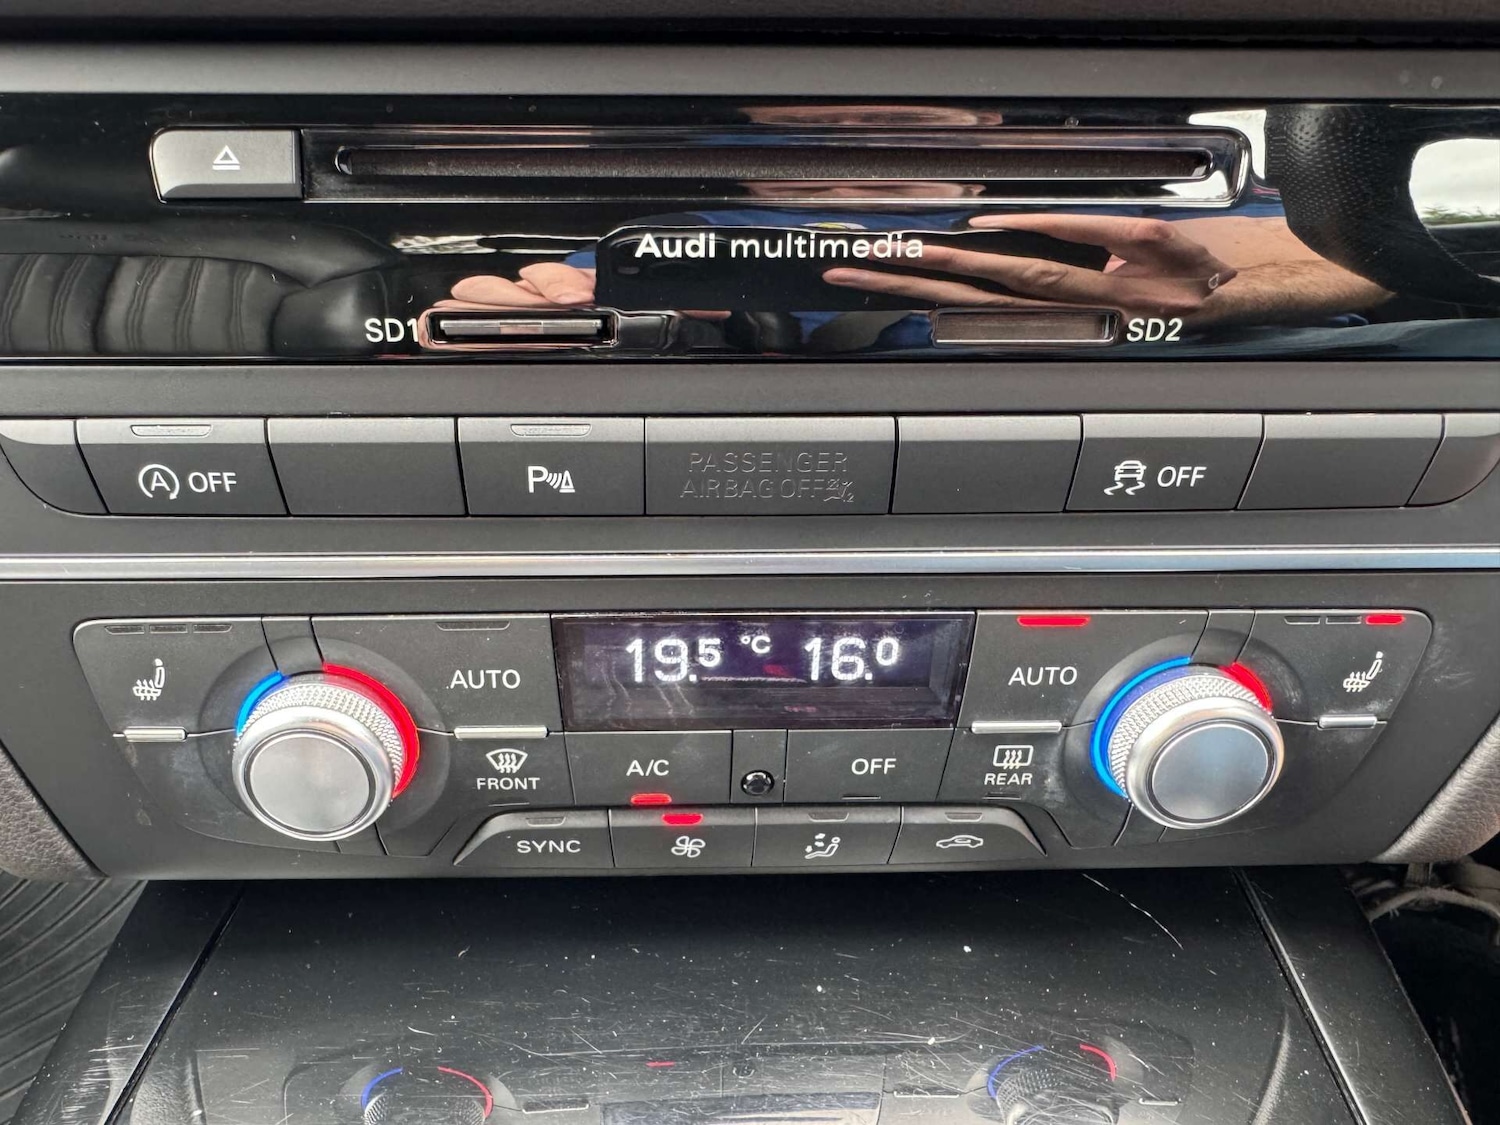 Audi multimedia
SD1
SD2
A OFF
P
PASSENGER
AIRBAG OFF
OFF
AUTO
19.5 °C 16.0
AUTO
FRONT
A/C
OFF
REAR
SYNC